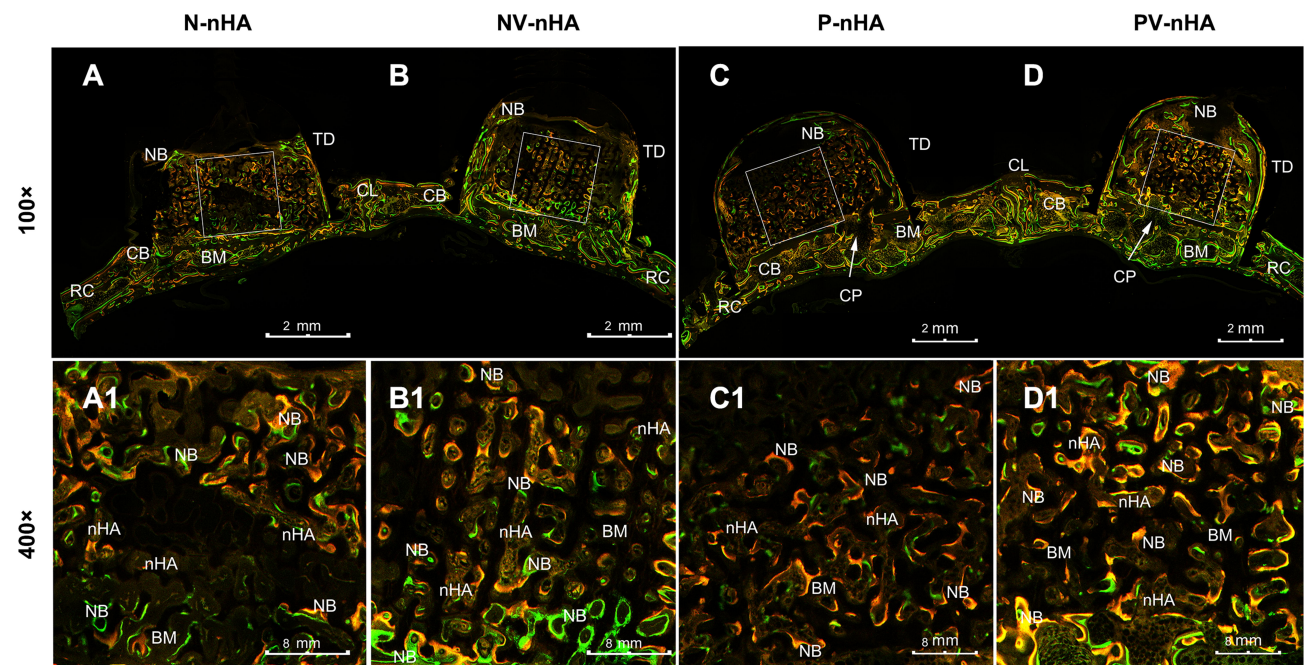 N-nHA NV-nHA P-nHA PV-nHA
100×
A B C D
NB TD NB TD NB TD NB TD
CL CB CL CB
CB BM BM CB BM BM
RC RC RC CP CP RC
2 mm 2 mm 2 mm 2 mm
400×
A1 B1 C1 D1
NB NB NB NB
NB NB nHA NB NB nHA NB
NB NB NB NB
nHA nHA nHA BM nHA nHA nHA BM
nHA NB BM NB
NB NB nHA NB BM NB nHA
BM NB NB NB NB
8 mm 8 mm 8 mm 8 mm